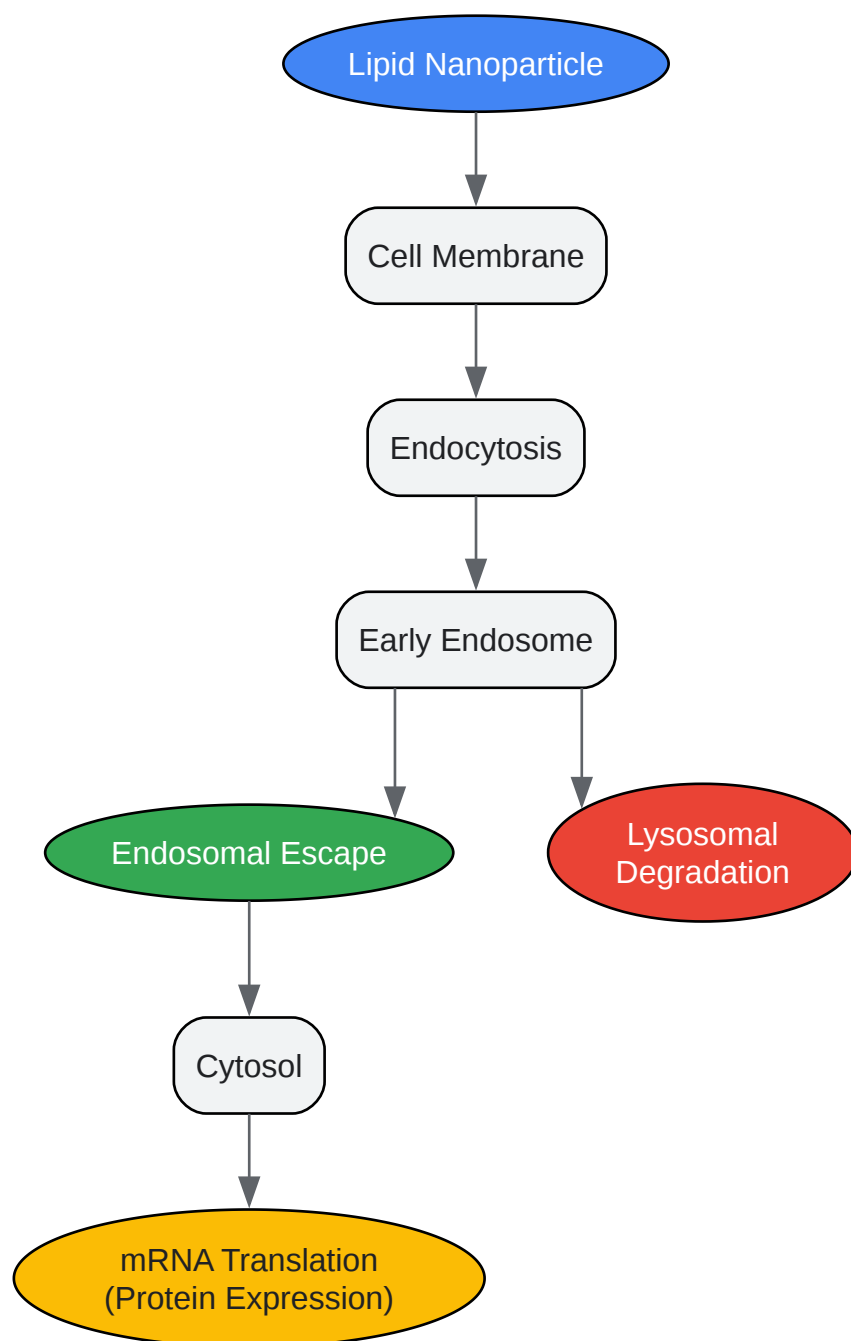 Lipid Nanoparticle
Cell Membrane
Endocytosis
Early Endosome
Endosomal Escape
Lysosomal
Degradation
Cytosol
mRNA Translation
(Protein Expression)